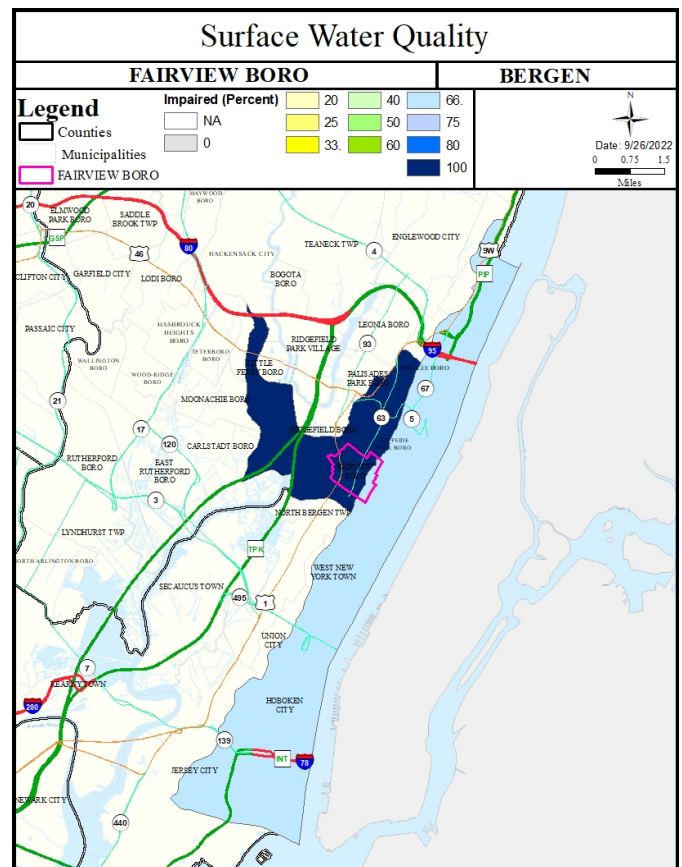 Surface Water Quality
FAIRVIEW BORO
BERGEN
Legend
Counties
Municipalities
FAIRVIEW BORO
Impaired (Percent)
NA
0
20
25
33.
40
50
60
66.
75
80
100
N
Date: 9/26/2022
0 0.75 1.5
Miles
MAYWOOD
BORO
20
ELMWOOD
PARK BORO
SADDLE
BROOK TWP
GSP
46
80
HACKENSACK CITY
TEANECK TWP
4
ENGLEWOOD CITY
9W
PIP
CLIFTON CITY
GARFIELD CITY
LODI BORO
BOGOTA
BORO
PASSAIC CITY
HASBROUCK
HEIGHTS
BORO
TETERBORO
BORO
RIDGEFIELD
PARK VILLAGE
LEONIA BORO
93
95
WALLINGTON
BORO
WOOD-RIDGE
BORO
LITTLE
FERRY BORO
PALISADES
PARK BORO
67
21
MOONACHIE BORO
63
5
17
120
CARLSTADT BORO
RIDGEFIELD BORO
RUTHERFORD
BORO
EAST
RUTHERFORD
BORO
3
NORTH BERGEN TWP
LYNDHURST TWP
TPK
NORTH ARLINGTON BORO
WEST NEW
YORK TOWN
SECAUCUS TOWN
495
1
UNION
CITY
7
KEARNY TOWN
280
HOBOKEN
CITY
139
INT
78
JERSEY CITY
NEWARK CITY
440